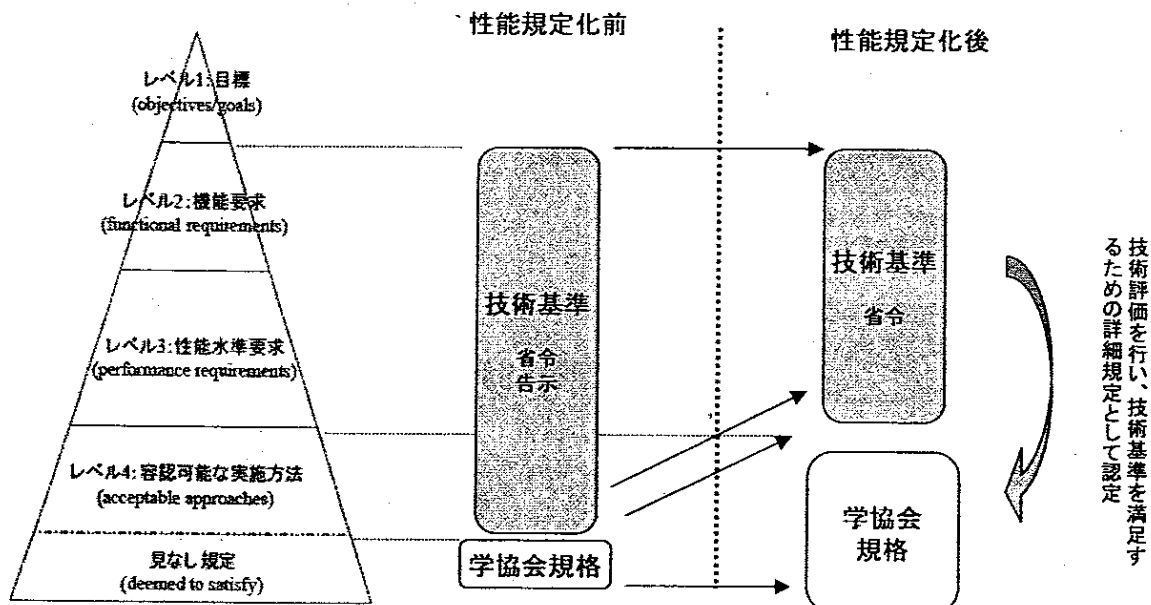 性能規定化前
性能規定化後
レベル1:目標
(objectives/goals)
レベル2:機能要求
(functional requirements)
レベル3:性能水準要求
(performance requirements)
レベル4:容認可能な実施方法
(acceptable approaches)
見なし規定
(deemed to satisfy)
技術基準
省令
告示
学協会規格
技術基準
省令
学協会
規格
技術評価を行い、技術基準を満足す
るための詳細規定として認定